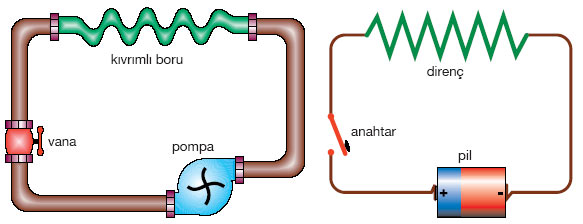 kıvrımlı boru
vana
pompa
direnç
anahtar
pil
+ -